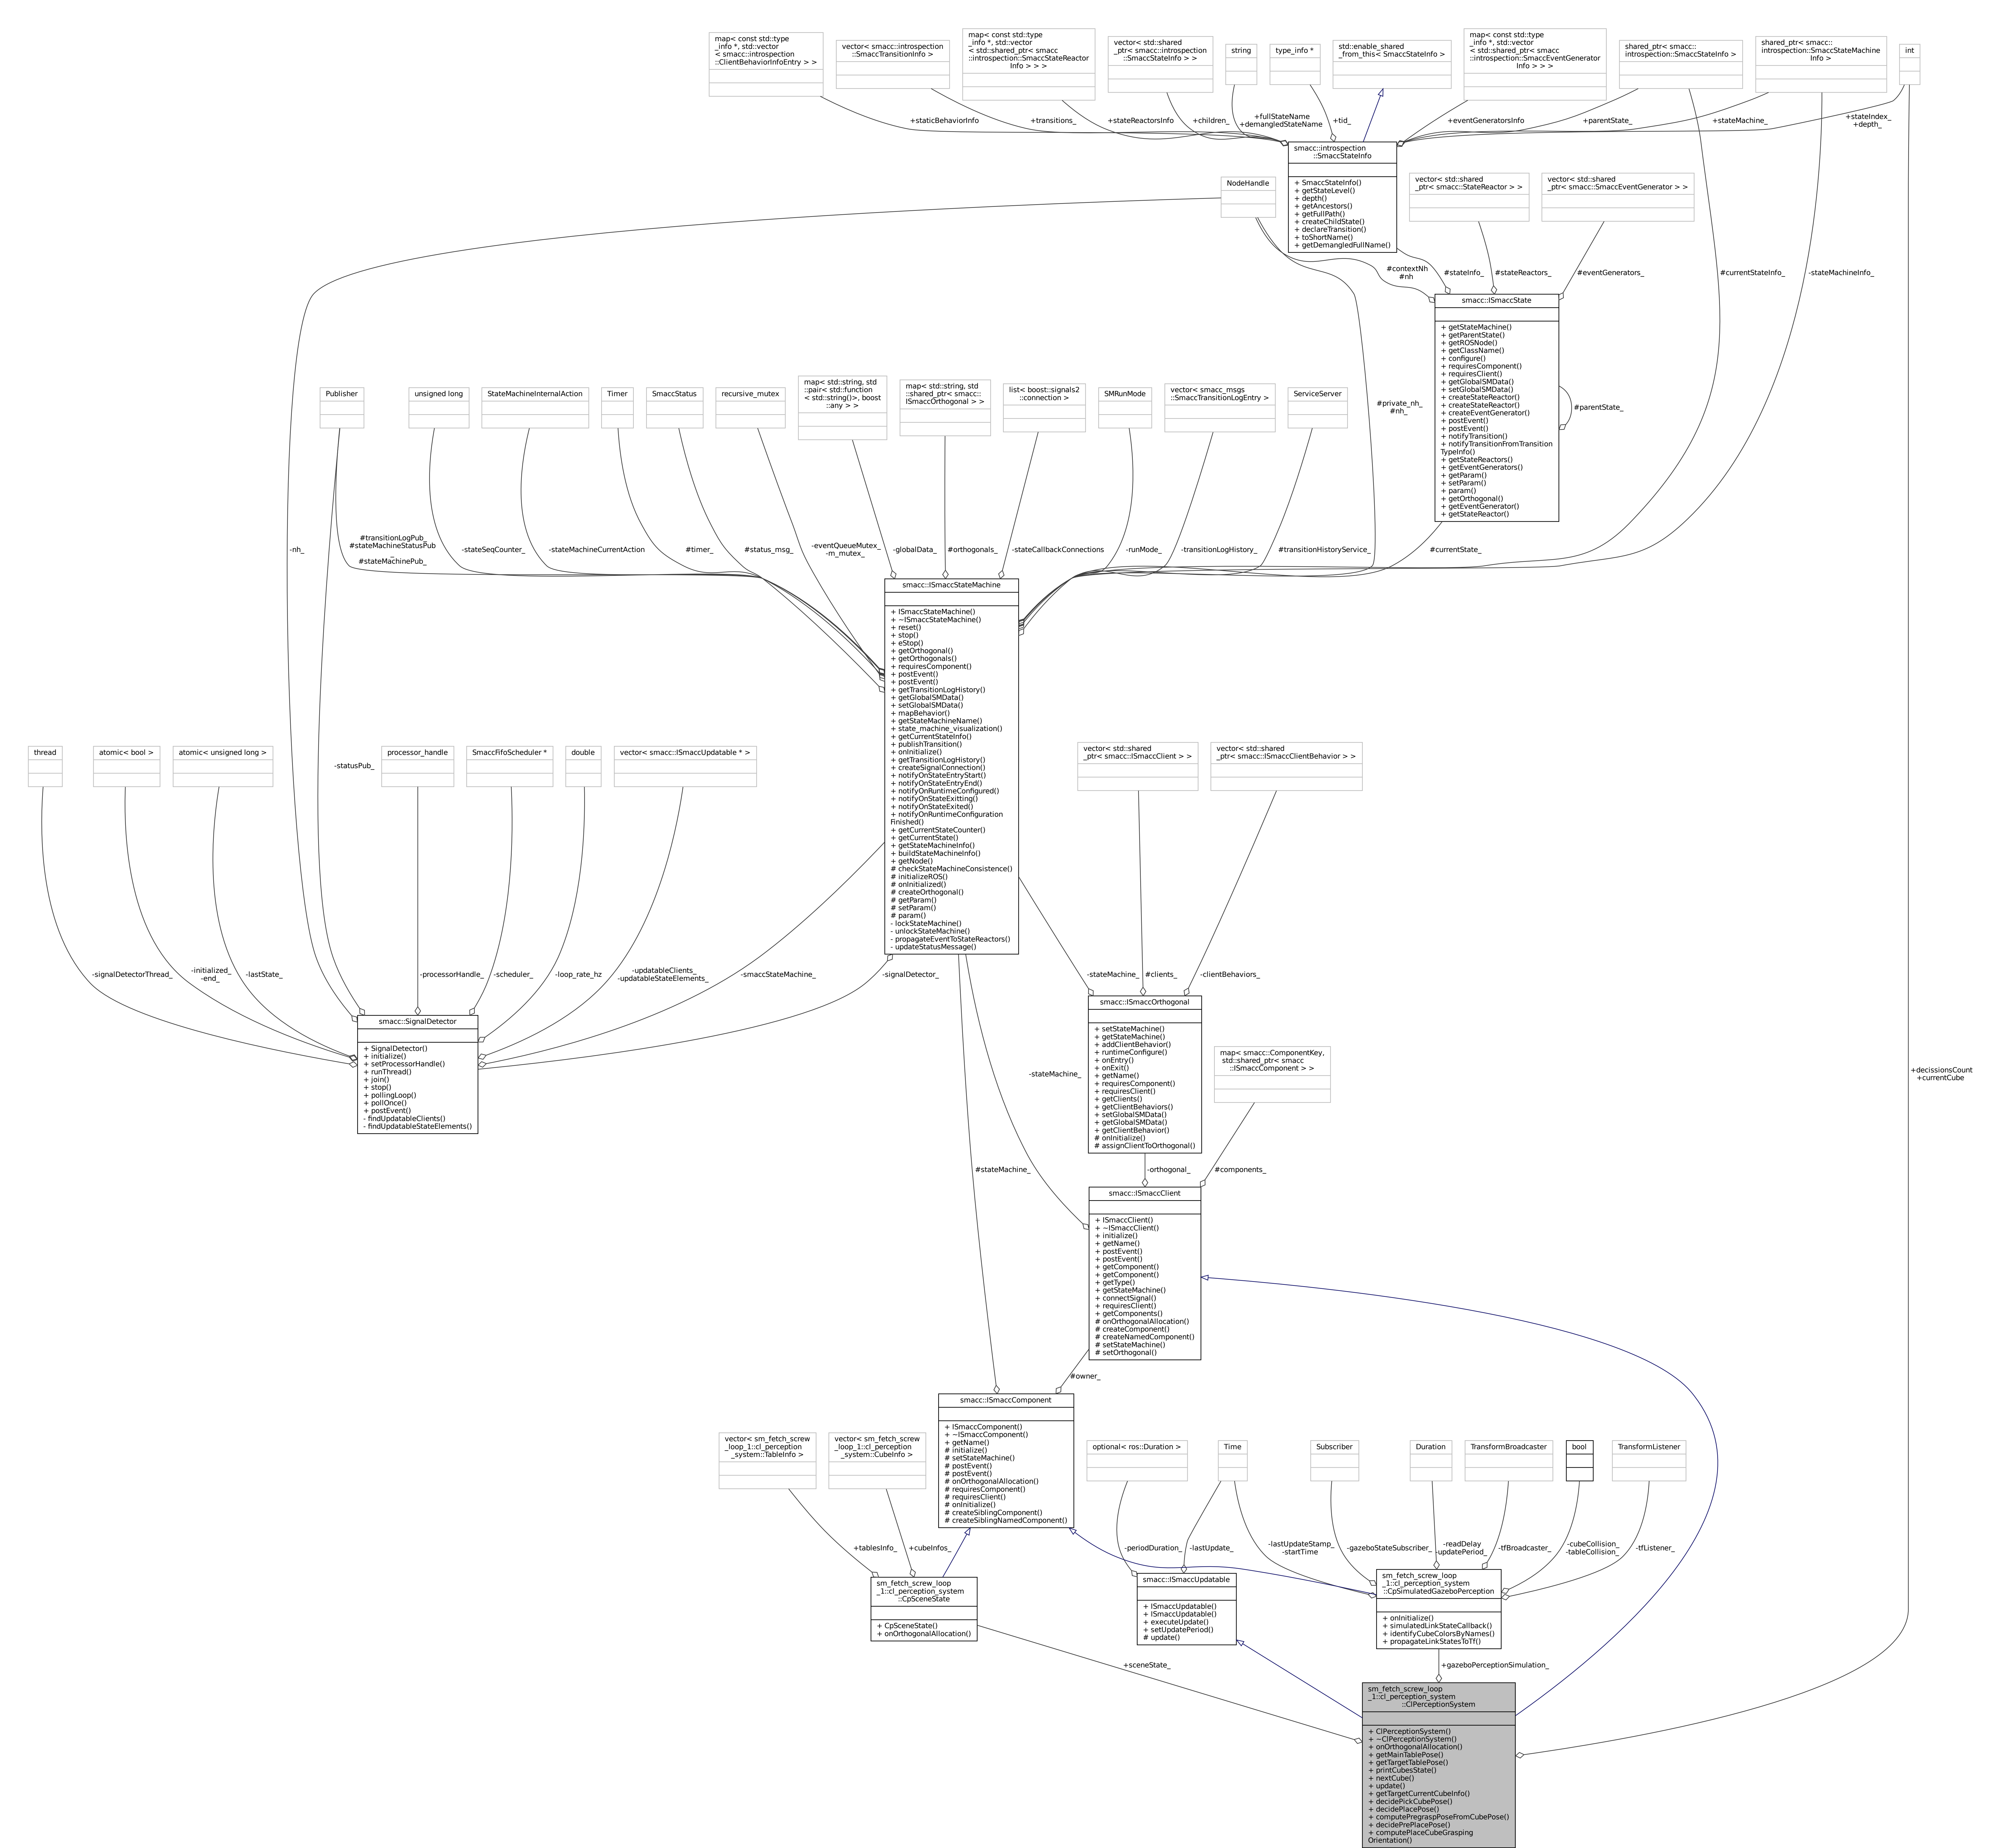 map< const std::type
_info *, std::vector
< smacc::introspection
::ClientBehaviorInfoEntry > >
vector< smacc::introspection
::SmaccTransitionInfo >
map< const std::type
_info *, std::vector
< std::shared_ptr< smacc
::introspection::SmaccStateReactor
Info > > >
vector< std::shared
_ptr< smacc::introspection
::SmaccStateInfo > >
string
type_info *
std::enable_shared
_from_this< SmaccStateInfo >
map< const std::type
_info *, std::vector
< std::shared_ptr< smacc
::introspection::SmaccEventGenerator
Info > > >
shared_ptr< smacc::
introspection::SmaccStateInfo >
shared_ptr< smacc::
introspection::SmaccStateMachine
Info >
int
+staticBehaviorInfo
+transitions_
+stateReactorsInfo
+children_
+fullStateName
+demangledStateName
+tid_
+eventGeneratorsInfo
+parentState_
+stateMachine_
+stateIndex_
+depth_
smacc::introspection
::SmaccStateInfo
+ SmaccStateInfo()
+ getStateLevel()
+ depth()
+ getAncestors()
+ getFullPath()
+ createChildState()
+ declareTransition()
+ toShortName()
+ getDemangledFullName()
NodeHandle
vector< std::shared
_ptr< smacc::StateReactor > >
vector< std::shared
_ptr< smacc::SmaccEventGenerator > >
#contextNh
#nh
#stateInfo_
#stateReactors_
#eventGenerators_
#currentStateInfo_
-stateMachineInfo_
smacc::ISmaccState
+ getStateMachine()
+ getParentState()
+ getROSNode()
+ getClassName()
+ configure()
+ requiresComponent()
+ requiresClient()
+ getGlobalSMData()
+ setGlobalSMData()
+ createStateReactor()
+ createStateReactor()
+ createEventGenerator()
+ postEvent()
+ postEvent()
+ notifyTransition()
+ notifyTransitionFromTransition
TypeInfo()
+ getStateReactors()
+ getEventGenerators()
+ getParam()
+ setParam()
+ param()
+ getOrthogonal()
+ getEventGenerator()
+ getStateReactor()
#parentState_
Publisher
unsigned long
StateMachineInternalAction
Timer
SmaccStatus
recursive_mutex
map< std::string, std
::pair< std::function
< std::string()>, boost
::any > >
map< std::string, std
::shared_ptr< smacc::
ISmaccOrthogonal > >
list< boost::signals2
::connection >
SMRunMode
vector< smacc_msgs
::SmaccTransitionLogEntry >
ServiceServer
#private_nh_
#nh_
-nh_
#transitionLogPub_
#stateMachineStatusPub
_
#stateMachinePub_
-stateSeqCounter_
-stateMachineCurrentAction
#timer_
#status_msg_
-eventQueueMutex_
-m_mutex_
-globalData_
#orthogonals_
-stateCallbackConnections
-runMode_
-transitionLogHistory_
#transitionHistoryService_
#currentState_
smacc::ISmaccStateMachine
+ ISmaccStateMachine()
+ ~ISmaccStateMachine()
+ reset()
+ stop()
+ eStop()
+ getOrthogonal()
+ getOrthogonals()
+ requiresComponent()
+ postEvent()
+ postEvent()
+ getTransitionLogHistory()
+ getGlobalSMData()
+ setGlobalSMData()
+ mapBehavior()
+ getStateMachineName()
+ state_machine_visualization()
+ getCurrentStateInfo()
+ publishTransition()
+ onInitialize()
+ getTransitionLogHistory()
+ createSignalConnection()
+ notifyOnStateEntryStart()
+ notifyOnStateEntryEnd()
+ notifyOnRuntimeConfigured()
+ notifyOnStateExitting()
+ notifyOnStateExited()
+ notifyOnRuntimeConfiguration
Finished()
+ getCurrentStateCounter()
+ getCurrentState()
+ getStateMachineInfo()
+ buildStateMachineInfo()
+ getNode()
# checkStateMachineConsistence()
# initializeROS()
# onInitialized()
# createOrthogonal()
# getParam()
# setParam()
# param()
- lockStateMachine()
- unlockStateMachine()
- propagateEventToStateReactors()
- updateStatusMessage()
thread
atomic< bool >
atomic< unsigned long >
processor_handle
SmaccFifoScheduler *
double
vector< smacc::ISmaccUpdatable * >
vector< std::shared
_ptr< smacc::ISmaccClient > >
vector< std::shared
_ptr< smacc::ISmaccClientBehavior > >
-statusPub_
-signalDetectorThread_
-initialized_
-end_
-lastState_
-processorHandle_
-scheduler_
-loop_rate_hz
-updatableClients_
-updatableStateElements_
-smaccStateMachine_
-signalDetector_
-stateMachine_
#clients_
-clientBehaviors_
smacc::SignalDetector
+ SignalDetector()
+ initialize()
+ setProcessorHandle()
+ runThread()
+ join()
+ stop()
+ pollingLoop()
+ pollOnce()
+ postEvent()
- findUpdatableClients()
- findUpdatableStateElements()
smacc::ISmaccOrthogonal
+ setStateMachine()
+ getStateMachine()
+ addClientBehavior()
+ runtimeConfigure()
+ onEntry()
+ onExit()
+ getName()
+ requiresComponent()
+ requiresClient()
+ getClients()
+ getClientBehaviors()
+ setGlobalSMData()
+ getGlobalSMData()
+ getClientBehavior()
# onInitialize()
# assignClientToOrthogonal()
map< smacc::ComponentKey,
std::shared_ptr< smacc
::ISmaccComponent > >
-stateMachine_
+decissionsCount
+currentCube
#stateMachine_
-orthogonal_
#components_
smacc::ISmaccClient
+ ISmaccClient()
+ ~ISmaccClient()
+ initialize()
+ getName()
+ postEvent()
+ postEvent()
+ getComponent()
+ getComponent()
+ getType()
+ getStateMachine()
+ connectSignal()
+ requiresClient()
+ getComponents()
# onOrthogonalAllocation()
# createComponent()
# createNamedComponent()
# setStateMachine()
# setOrthogonal()
#owner_
smacc::ISmaccComponent
+ ISmaccComponent()
+ ~ISmaccComponent()
+ getName()
# initialize()
# setStateMachine()
# postEvent()
# postEvent()
# onOrthogonalAllocation()
# requiresComponent()
# requiresClient()
# onInitialize()
# createSiblingComponent()
# createSiblingNamedComponent()
vector< sm_fetch_screw
_loop_1::cl_perception
_system::TableInfo >
vector< sm_fetch_screw
_loop_1::cl_perception
_system::CubeInfo >
optional< ros::Duration >
Time
Subscriber
Duration
TransformBroadcaster
bool
TransformListener
+tablesInfo_
+cubeInfos_
-periodDuration_
-lastUpdate_
-lastUpdateStamp_
-startTime
-gazeboStateSubscriber_
-readDelay
-updatePeriod_
-tfBroadcaster_
-cubeCollision_
-tableCollision_
-tfListener_
sm_fetch_screw_loop
_1::cl_perception_system
::CpSceneState
+ CpSceneState()
+ onOrthogonalAllocation()
smacc::ISmaccUpdatable
+ ISmaccUpdatable()
+ ISmaccUpdatable()
+ executeUpdate()
+ setUpdatePeriod()
# update()
sm_fetch_screw_loop
_1::cl_perception_system
::CpSimulatedGazeboPerception
+ onInitialize()
+ simulatedLinkStateCallback()
+ identifyCubeColorsByNames()
+ propagateLinkStatesToTf()
+sceneState_
+gazeboPerceptionSimulation_
sm_fetch_screw_loop
_1::cl_perception_system
::ClPerceptionSystem
+ ClPerceptionSystem()
+ ~ClPerceptionSystem()
+ onOrthogonalAllocation()
+ getMainTablePose()
+ getTargetTablePose()
+ printCubesState()
+ nextCube()
+ update()
+ getTargetCurrentCubeInfo()
+ decidePickCubePose()
+ decidePlacePose()
+ computePregraspPoseFromCubePose()
+ decidePrePlacePose()
+ computePlaceCubeGrasping
Orientation()